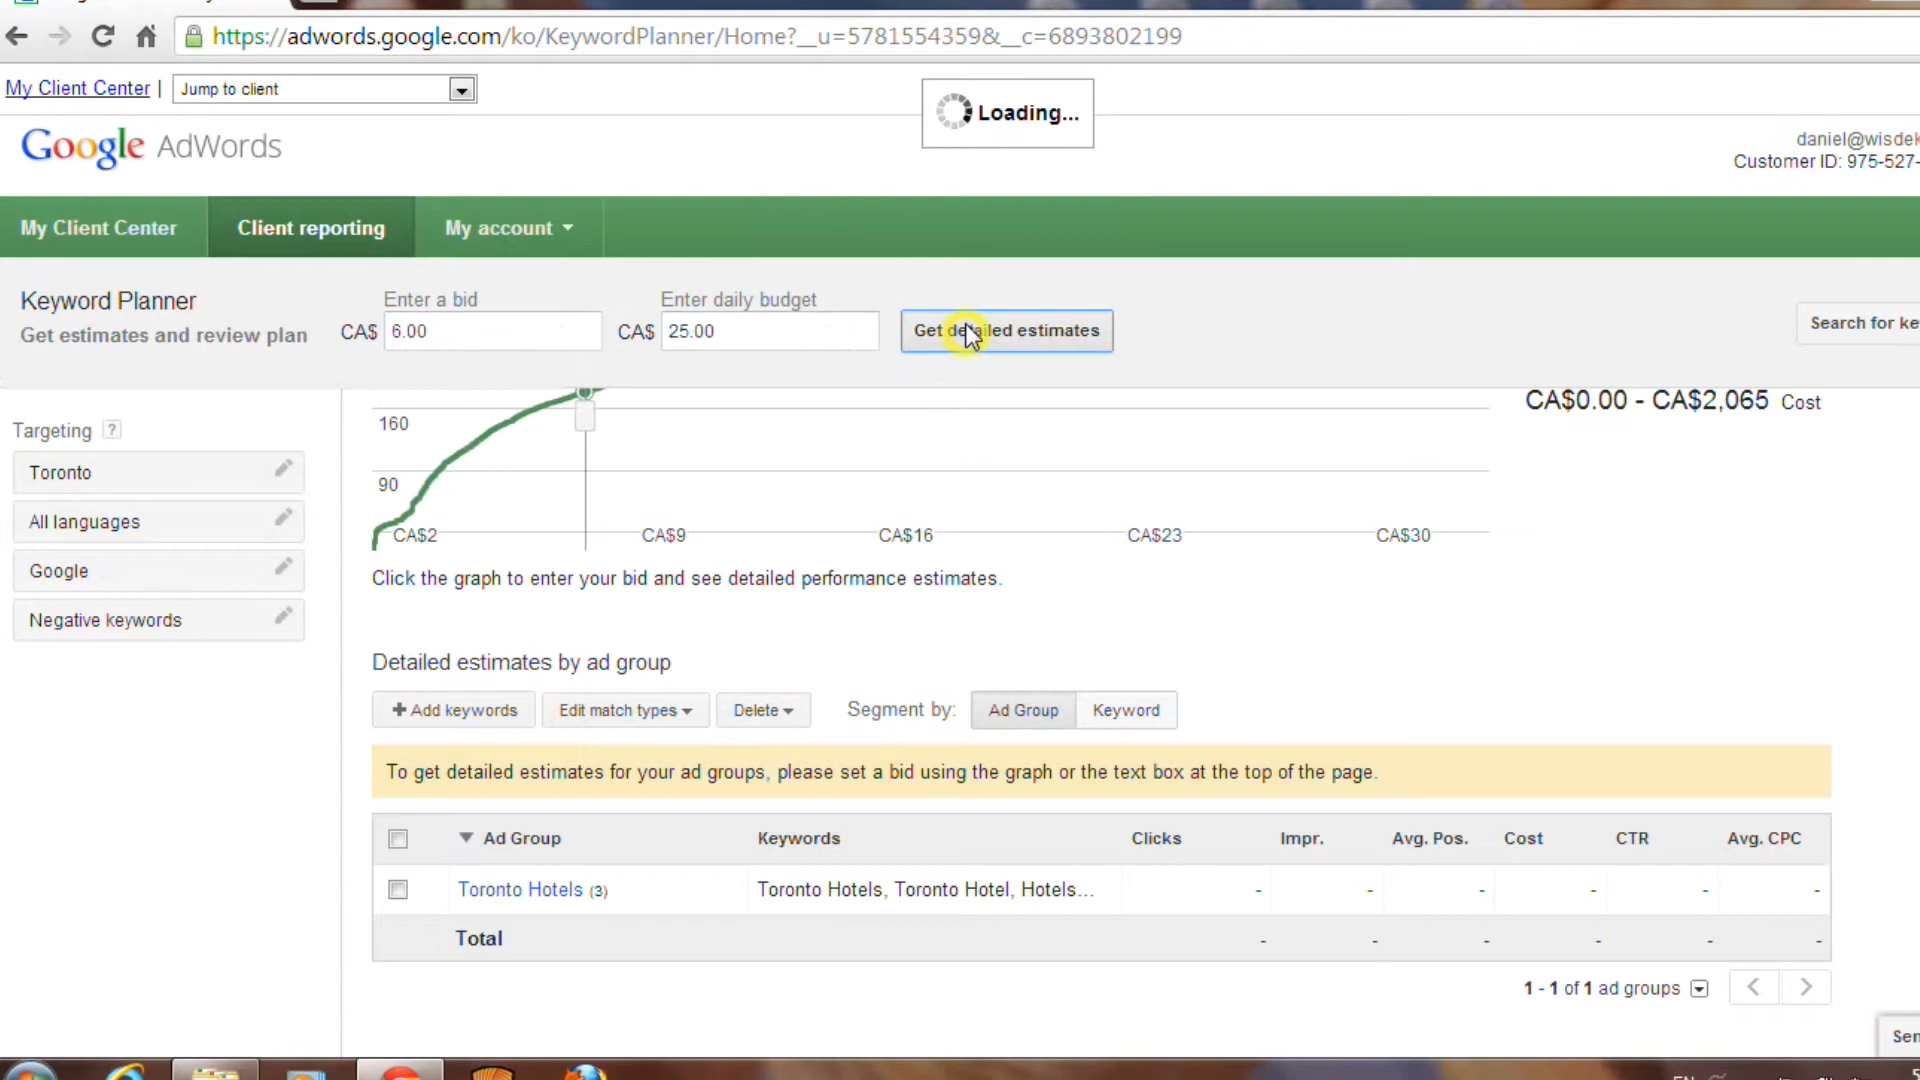 https://adwords.google.com/ko/KeywordPlanner/Home?__u=5781554359&__c=6893802199
My Client Center | Jump to client
Loading...
Google AdWords
daniel@wisdek
Customer ID: 975-527-
My Client Center Client reporting My account
Keyword Planner
Get estimates and review plan
Enter a bid Enter daily budget
CA$ 6.00 CA$ 25.00 Get detailed estimates
Search for ke
CA$0.00 - CA$2,065 Cost
Targeting ?
Toronto
All languages
Google
Negative keywords
160
90
CA$2 CA$9 CA$16 CA$23 CA$30
Click the graph to enter your bid and see detailed performance estimates.
Detailed estimates by ad group
+ Add keywords Edit match types Delete Segment by: Ad Group Keyword
To get detailed estimates for your ad groups, please set a bid using the graph or the text box at the top of the page.
Ad Group Keywords Clicks Impr. Avg. Pos. Cost CTR Avg. CPC
Toronto Hotels (3) Toronto Hotels, Toronto Hotel, Hotels... - - - - - -
Total - - - - - -
1 - 1 of 1 ad groups
Sen